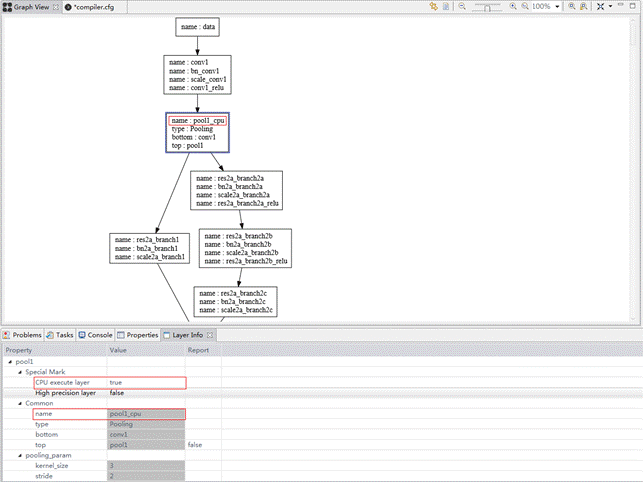 Graph View
*compiler.cfg
100%
name : data
name : conv1
name : bn_conv1
name : scale_conv1
name : conv1_relu
name : pool1_cpu
type : Pooling
bottom : conv1
top : pool1
name : res2a_branch2a
name : bn2a_branch2a
name : scale2a_branch2a
name : res2a_branch2a_relu
name : res2a_branch1
name : bn2a_branch1
name : scale2a_branch1
name : res2a_branch2b
name : bn2a_branch2b
name : scale2a_branch2b
name : res2a_branch2b_relu
name : res2a_branch2c
name : bn2a_branch2c
name : scale2a_branch2c
Problems Tasks Console Properties Layer Info
Property Value Report
pool1
Special Mark
CPU execute layer true
High precision layer false
Common
name pool1_cpu
type Pooling
bottom conv1
top pool1 false
pooling_param
kernel_size 3
stride 2